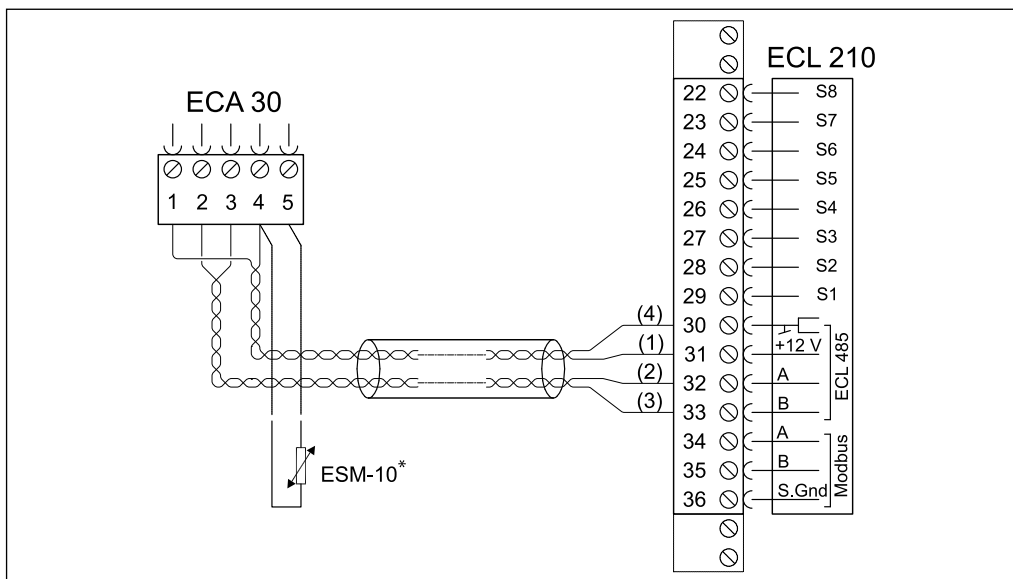 ECA 30
1 2 3 4 5
ESM-10*
(4)
(1)
(2)
(3)
ECL 210
22 S8
23 S7
24 S6
25 S5
26 S4
27 S3
28 S2
29 S1
30
31 +12 V
32 A
33 B
ECL 485
34 A
35 B
36 S.Gnd
Modbus